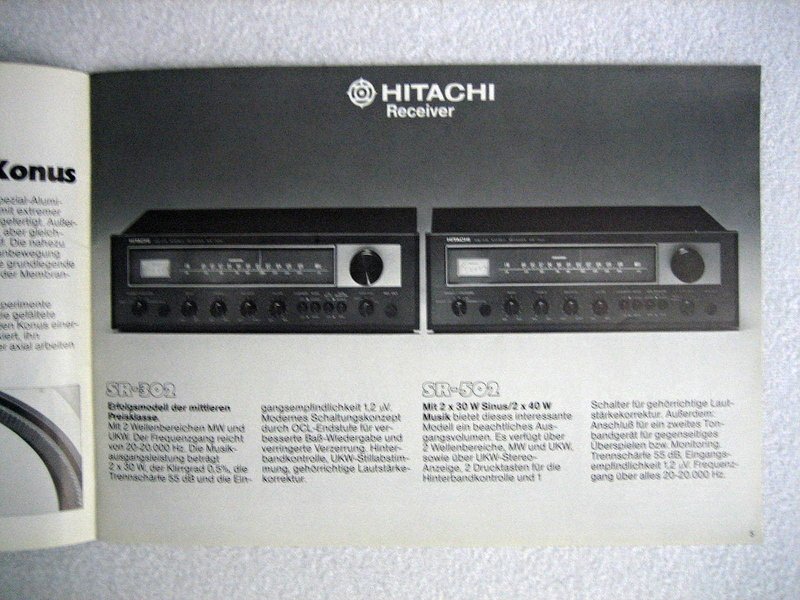 Konus
pezial-Alumi-
mit extremer
gefertigt. Außer-
aber gleich-
f. Die nahezu
nbewegung
e grundlegende
der Membran-
perimente
ie gefaltete
en Konus einer-
siert, ihn
er axial arbeiten
HITACHI
Receiver
HITACHI
HITACHI
SR-302
Erfolgsmodell der mittleren
Preisklasse.
Mit 2 Wellenbereichen MW und
UKW. Der Frequenzgang reicht
von 20-20.000 Hz. Die Musik-
ausgangsleistung beträgt
2 x 30 W, der Klirrgrad 0,5%, die
Trennschärfe 55 dB und die Ein-
gangsempfindlichkeit 1,2 µV.
Modernes Schaltungskonzept
durch OCL-Endstufe für ver-
besserte Baß-Wiedergabe und
verringerte Verzerrung. Hinter-
bandkontrolle, UKW-Stillabstim-
mung, gehörrichtige Lautstärke-
korrektur.
SR-502
Mit 2 x 30 W Sinus/2 x 40 W
Musik bietet dieses interessante
Modell ein beachtliches Aus-
gangsvolumen. Es verfügt über
2 Wellenbereiche, MW und UKW,
sowie über UKW-Stereo-
Anzeige, 2 Drucktasten für die
Hinterbandkontrolle und 1
Schalter für gehörrichtige Laut-
stärkekorrektur. Außerdem:
Anschluß für ein zweites Ton-
bandgerät für gegenseitiges
Überspielen bzw. Monitoring.
Trennschärfe 55 dB, Eingangs-
empfindlichkeit 1,2 µV. Frequenz-
gang über alles 20-20.000 Hz.
5